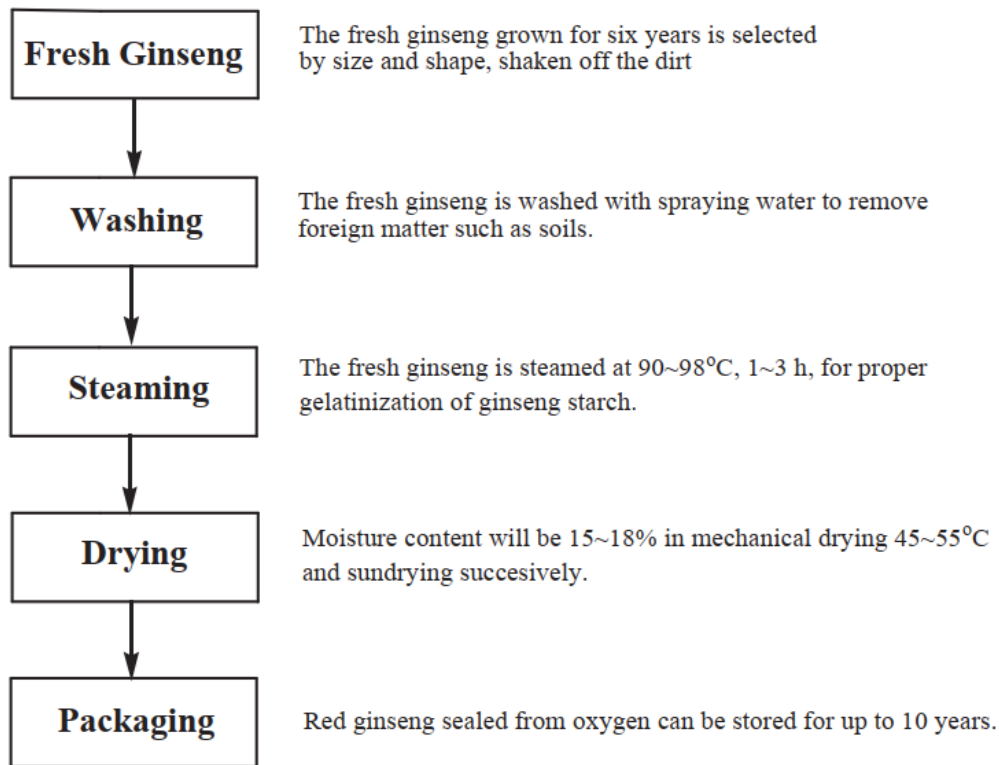 Fresh Ginseng
The fresh ginseng grown for six years is selected
by size and shape, shaken off the dirt
Washing
The fresh ginseng is washed with spraying water to remove
foreign matter such as soils.
Steaming
The fresh ginseng is steamed at 90~98°C, 1~3 h, for proper
gelatinization of ginseng starch.
Drying
Moisture content will be 15~18% in mechanical drying 45~55°C
and sundrying succesively.
Packaging
Red ginseng sealed from oxygen can be stored for up to 10 years.